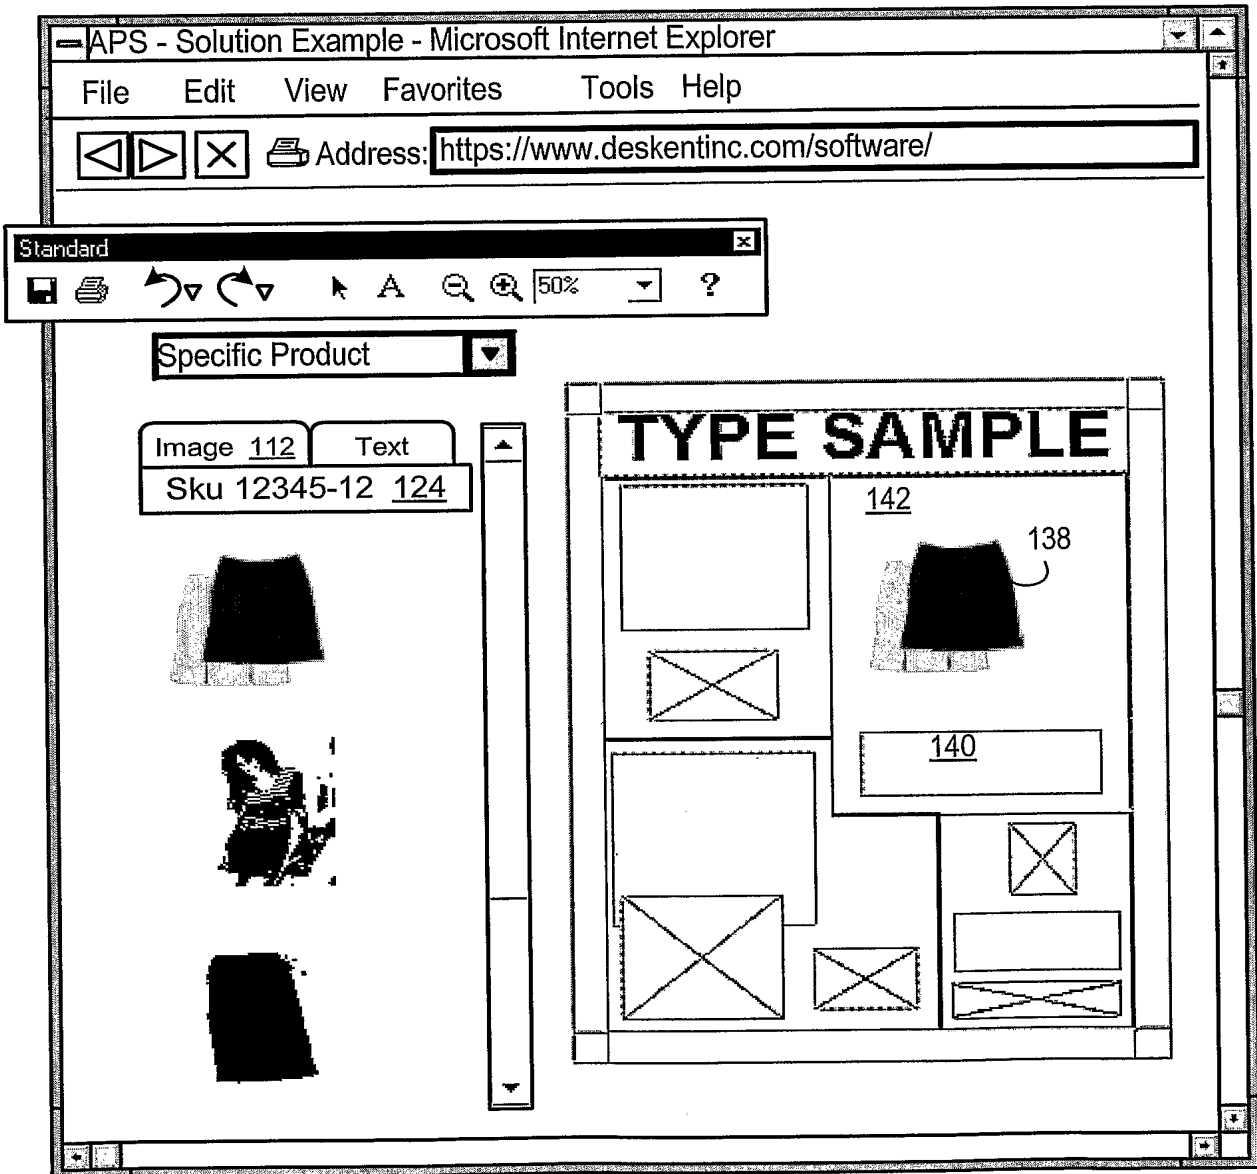 APS - Solution Example - Microsoft Internet Explorer
File Edit View Favorites Tools Help
Address: https://www.deskentinc.com/software/
Standard
A 50% ?
Specific Product
Image 112 Text
Sku 12345-12 124
TYPE SAMPLE
142
138
140